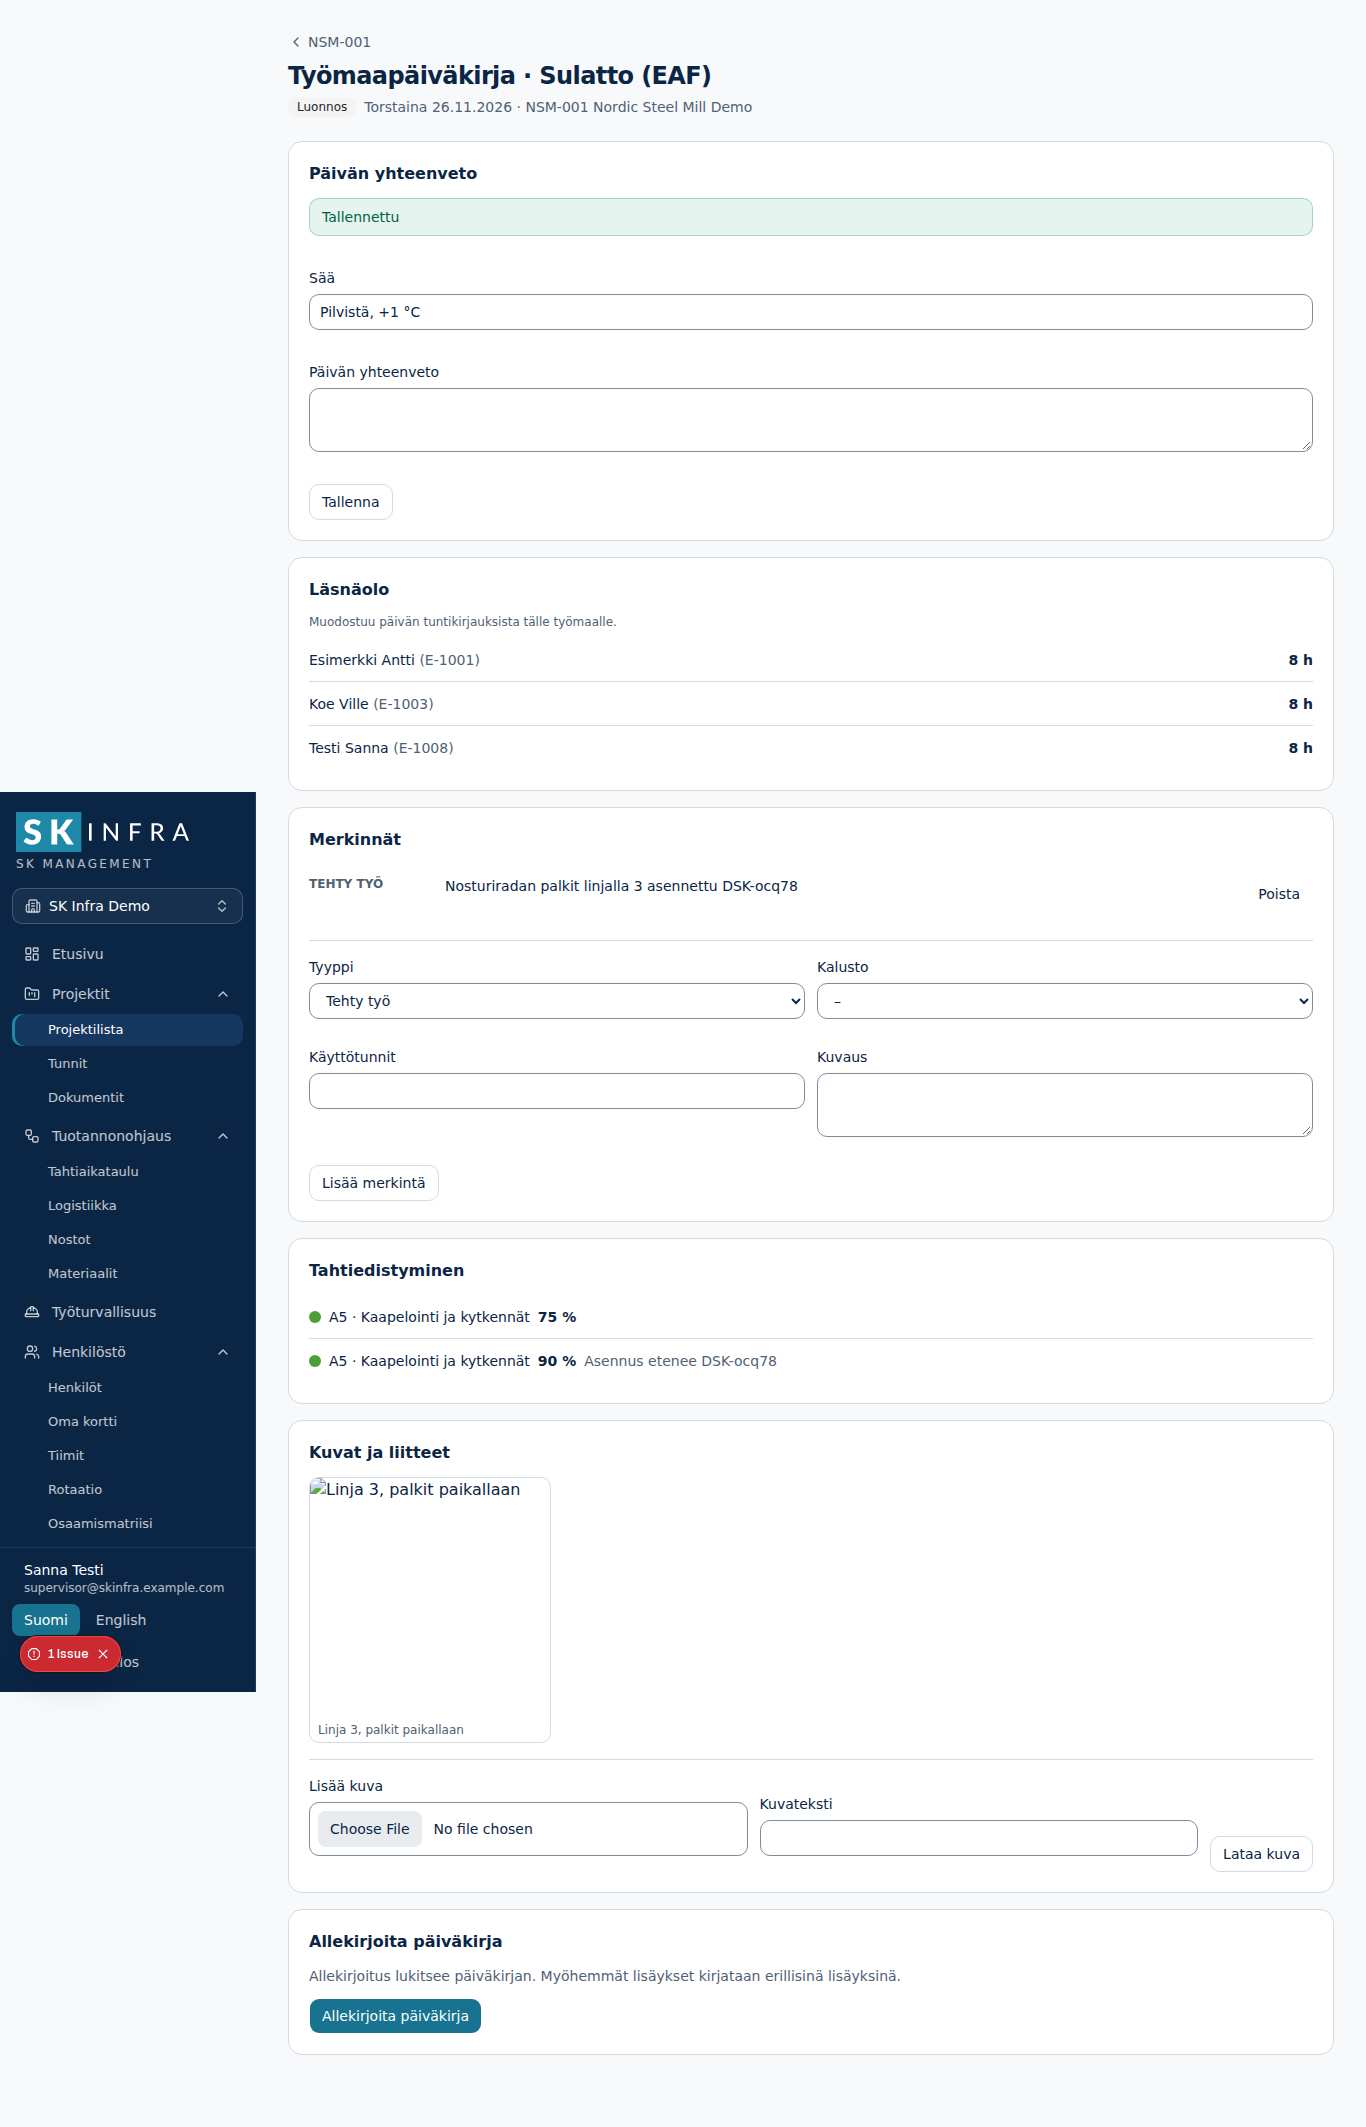 NSM-001
Työmaapäiväkirja · Sulatto (EAF)
Luonnos Torstaina 26.11.2026 · NSM-001 Nordic Steel Mill Demo
Päivän yhteenveto
Tallennettu
Sää
Pilvistä, +1 °C
Päivän yhteenveto
Tallenna
Läsnäolo
Muodostuu päivän tuntikirjauksista tälle työmaalle.
Esimerkki Antti (E-1001) 8 h
Koe Ville (E-1003) 8 h
Testi Sanna (E-1008) 8 h
Merkinnät
TEHTY TYÖ Nosturiradan palkit linjalla 3 asennettu DSK-ocq78
Poista
Tyyppi Kalusto
Tehty työ –
Käyttötunnit Kuvaus
Lisää merkintä
Tahtiedistyminen
A5 · Kaapelointi ja kytkennät 75 %
A5 · Kaapelointi ja kytkennät 90 % Asennus etenee DSK-ocq78
Kuvat ja liitteet
Linja 3, palkit paikallaan
Linja 3, palkit paikallaan
Lisää kuva
Kuvateksti
Choose File No file chosen
Lataa kuva
Allekirjoita päiväkirja
Allekirjoitus lukitsee päiväkirjan. Myöhemmät lisäykset kirjataan erillisinä lisäyksinä.
Allekirjoita päiväkirja
SK INFRA
SK MANAGEMENT
SK Infra Demo
Etusivu
Projektit
Projektilista
Tunnit
Dokumentit
Tuotannonohjaus
Tahtiaikataulu
Logistiikka
Nostot
Materiaalit
Työturvallisuus
Henkilöstö
Henkilöt
Oma kortti
Tiimit
Rotaatio
Osaamismatriisi
Sanna Testi
supervisor@skinfra.example.com
Suomi English
1 Issue